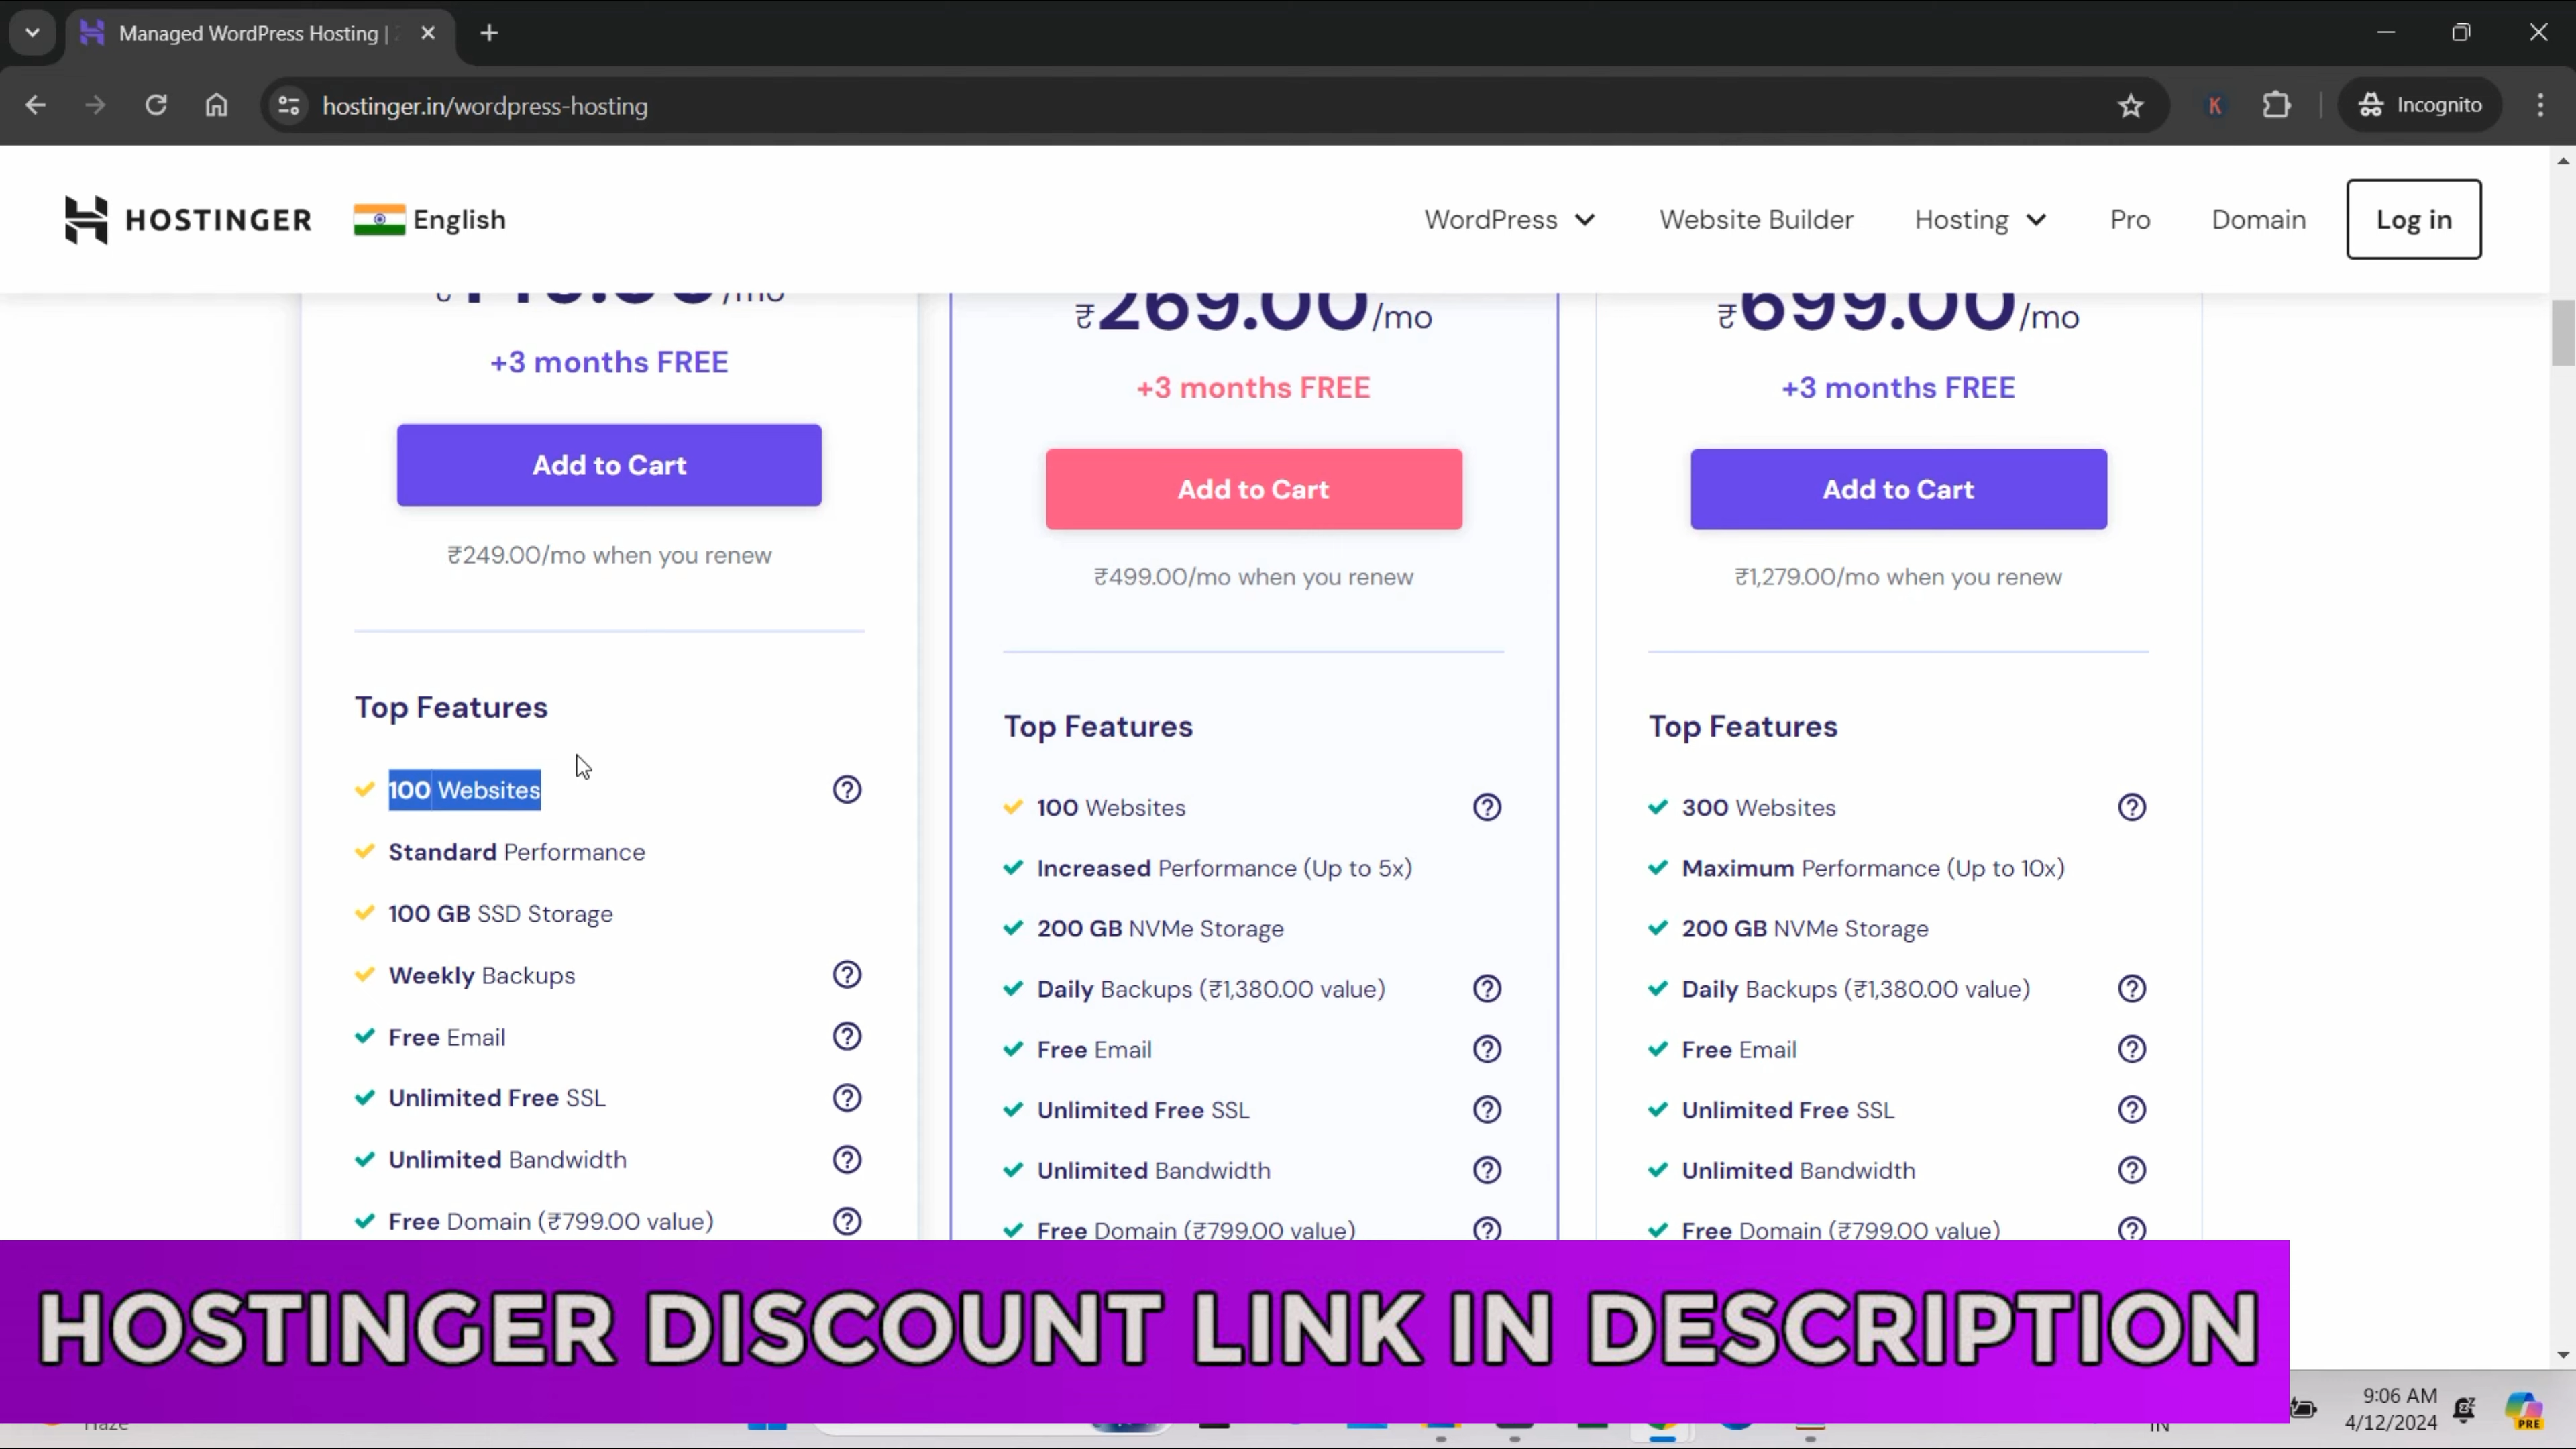 Managed WordPress Hosting |
hostinger.in/wordpress-hosting
K
Incognito
HOSTINGER
English
WordPress
Website Builder
Hosting
Pro
Domain
Log in
/mo
+3 months FREE
Add to Cart
₹249.00/mo when you renew
Top Features
100 Websites
Standard Performance
100 GB SSD Storage
Weekly Backups
Free Email
Unlimited Free SSL
Unlimited Bandwidth
Free Domain (₹799.00 value)
₹269.00/mo
+3 months FREE
Add to Cart
₹499.00/mo when you renew
Top Features
100 Websites
Increased Performance (Up to 5x)
200 GB NVMe Storage
Daily Backups (₹1,380.00 value)
Free Email
Unlimited Free SSL
Unlimited Bandwidth
Free Domain (₹799.00 value)
₹699.00/mo
+3 months FREE
Add to Cart
₹1,279.00/mo when you renew
Top Features
300 Websites
Maximum Performance (Up to 10x)
200 GB NVMe Storage
Daily Backups (₹1,380.00 value)
Free Email
Unlimited Free SSL
Unlimited Bandwidth
Free Domain (₹799.00 value)
HOSTINGER DISCOUNT LINK IN DESCRIPTION
Haze
IN
9:06 AM
4/12/2024
PRE